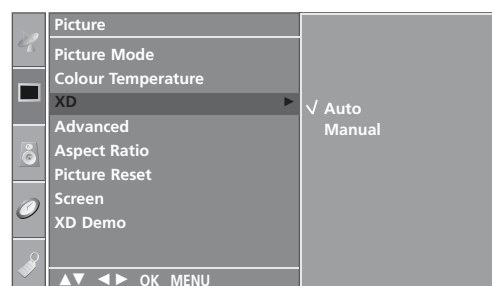 Picture
Picture Mode
Colour Temperature
XD ►
Advanced
Aspect Ratio
Picture Reset
Screen
XD Demo
▲▼ ◄► OK MENU
√ Auto
Manual